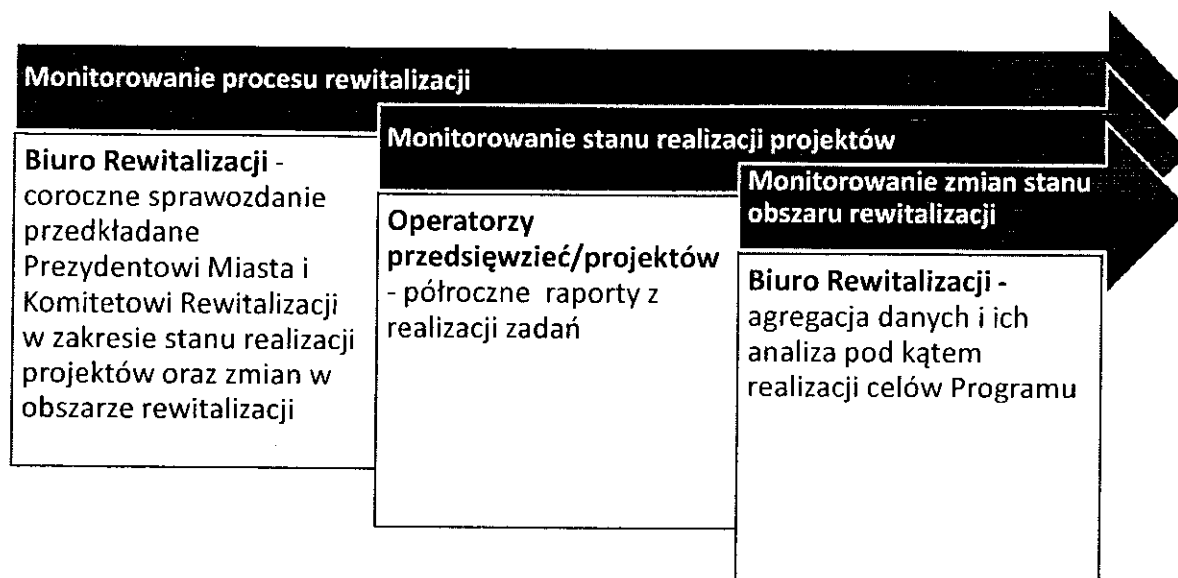 Monitorowanie procesu rewitalizacji
Biuro Rewitalizacji -
coroczne sprawozdanie
przedkładane
Prezydentowi Miasta i
Komitetowi Rewitalizacji
w zakresie stanu realizacji
projektów oraz zmian w
obszarze rewitalizacji
Monitorowanie stanu realizacji projektów
Operatorzy
przedsięwzieć/projektów
- półroczne raporty z
realizacji zadań
Monitorowanie zmian stanu
obszaru rewitalizacji
Biuro Rewitalizacji -
agregacja danych i ich
analiza pod kątem
realizacji celów Programu